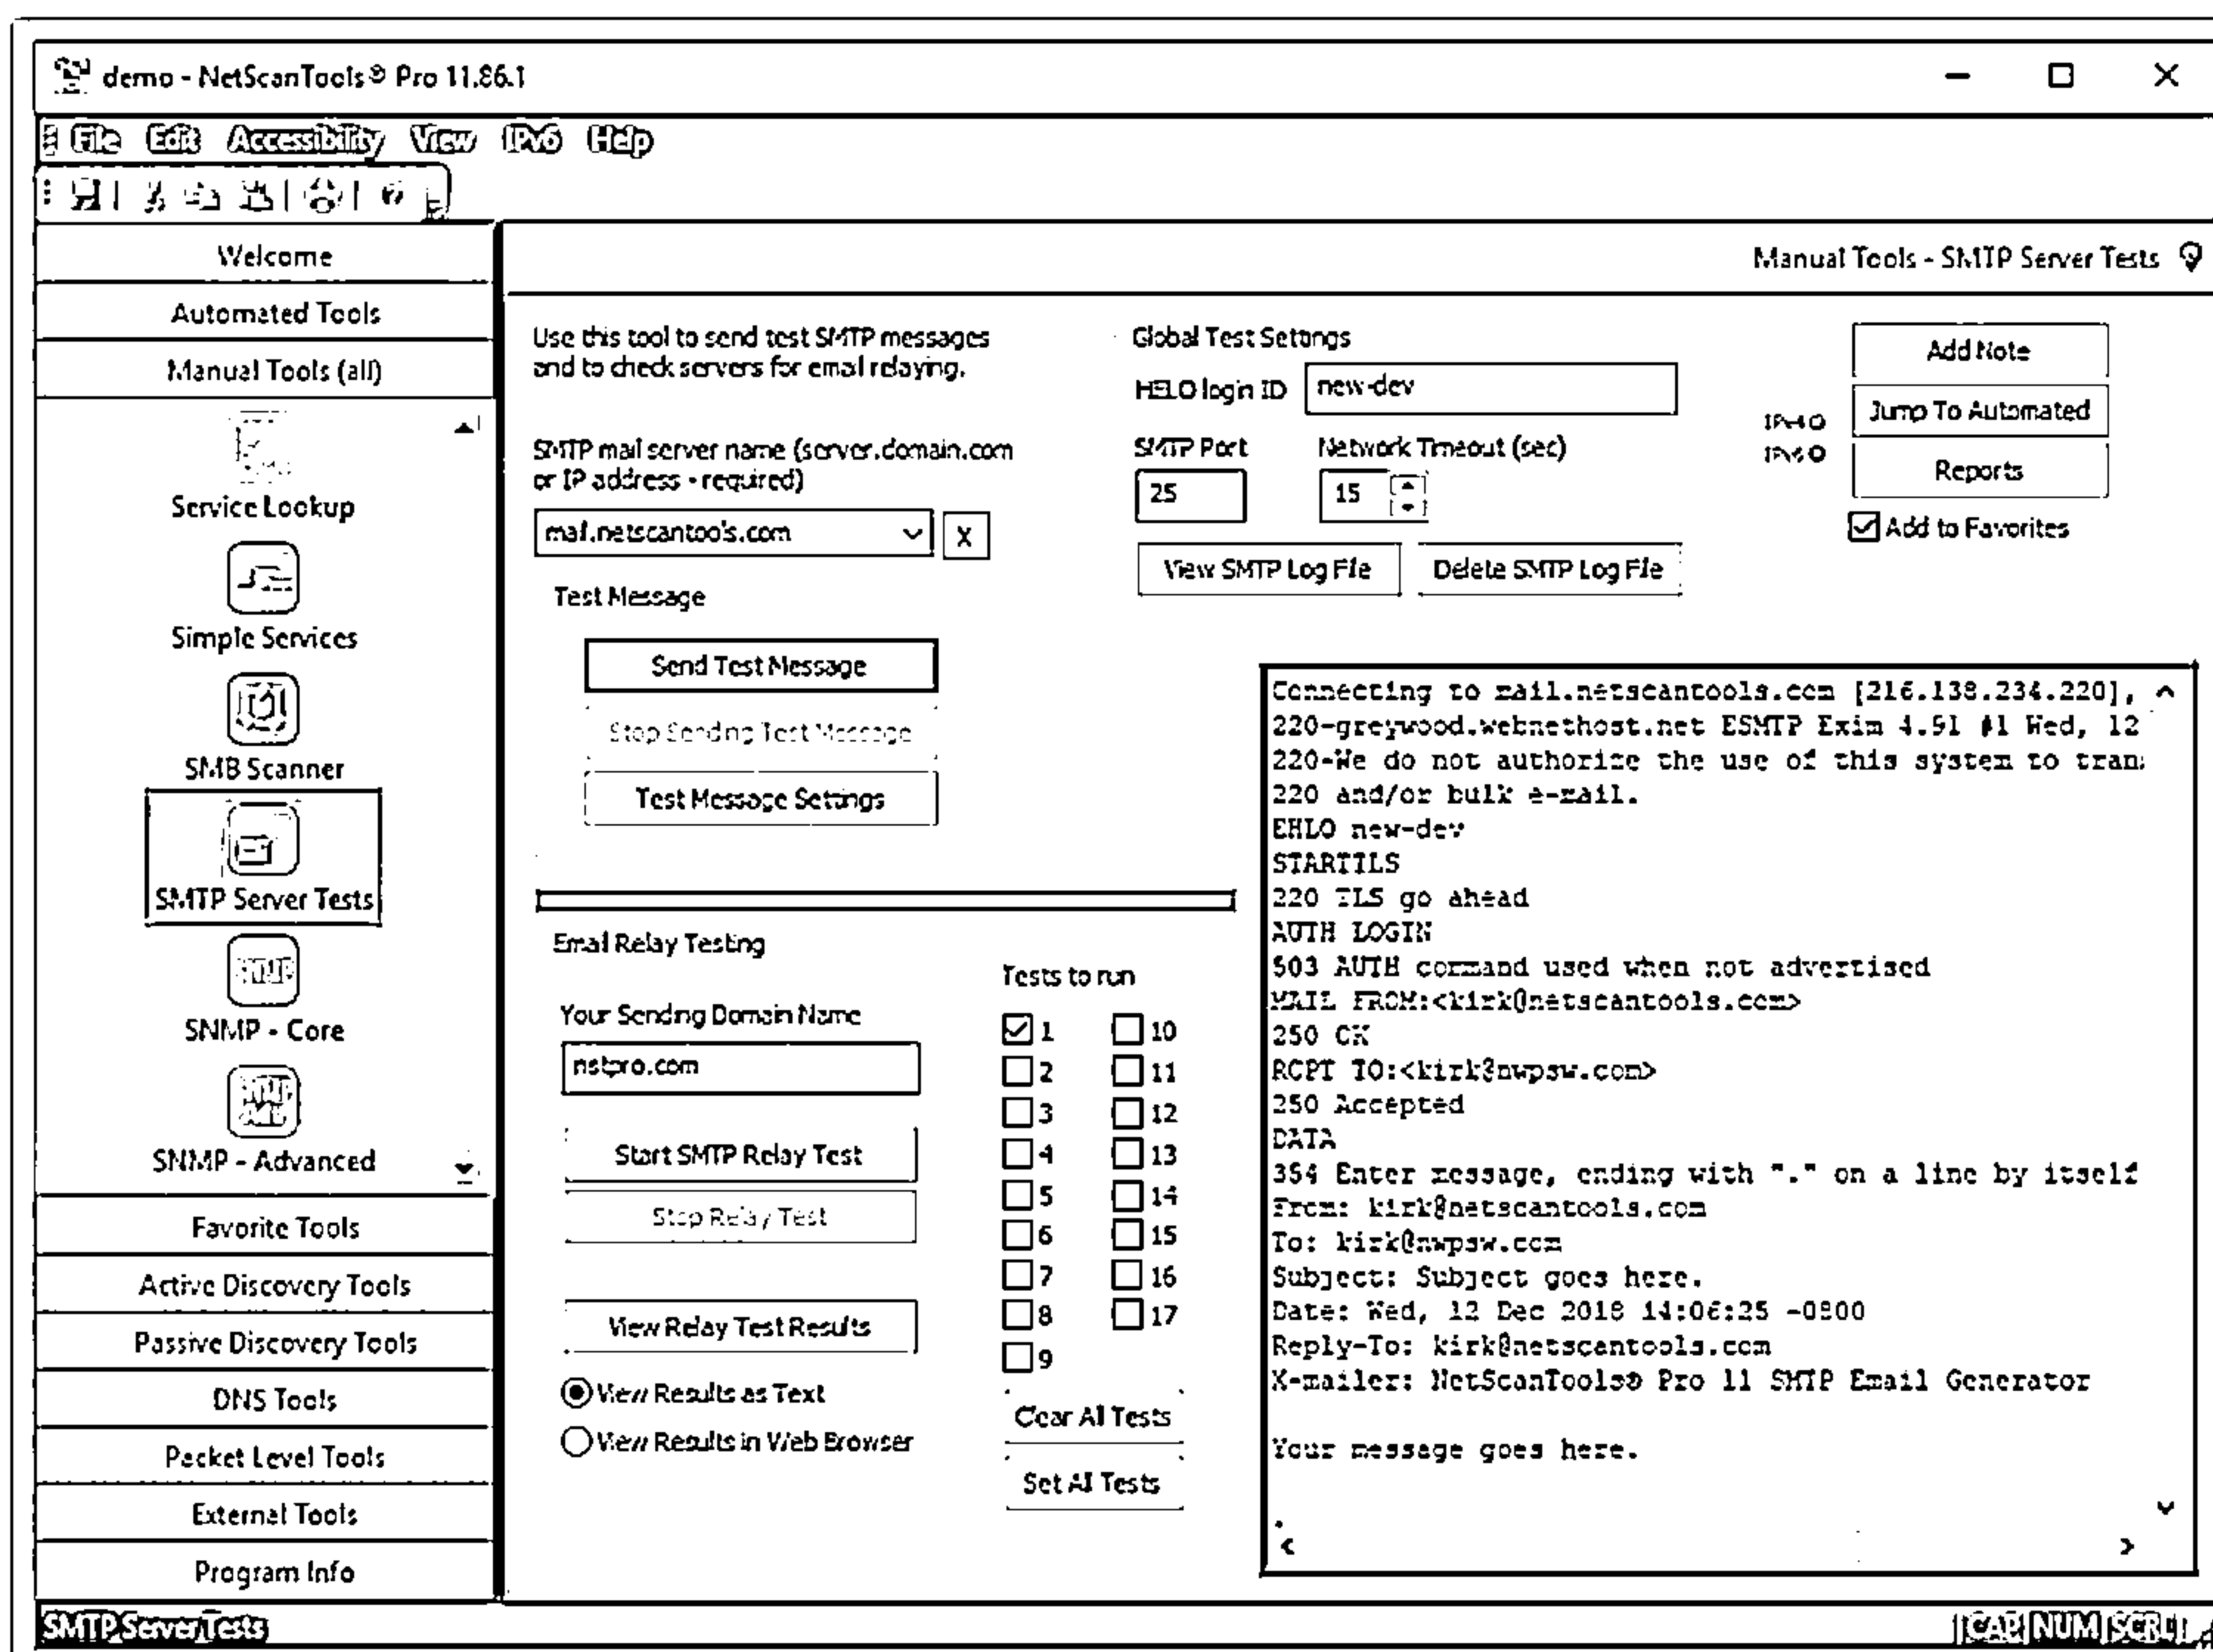 demo - NetScanTools® Pro 11.86.1
File Edit Accessibility View IPv6 Help
Welcome
Automated Tools
Manual Tools (all)
Service Lookup
Simple Services
SMB Scanner
SMTP Server Tests
SNMP - Core
SNMP - Advanced
Favorite Tools
Active Discovery Tools
Passive Discovery Tools
DNS Tools
Packet Level Tools
External Tools
Program Info
Manual Tools - SMTP Server Tests
Use this tool to send test SMTP messages
and to check servers for email relaying.
SMTP mail server name (server.domain.com
or IP address - required)
mail.netscantools.com
X
Test Message
Send Test Message
Stop Sending Test Message
Test Message Settings
Global Test Settings
HELO login ID new-dev
SMTP Port Network Timeout (sec)
25 15
View SMTP Log File Delete SMTP Log File
IPv4
IPv6
Add Note
Jump To Automated
Reports
Add to Favorites
Email Relay Testing
Your Sending Domain Name
nstpro.com
Start SMTP Relay Test
Stop Relay Test
View Relay Test Results
View Results as Text
View Results in Web Browser
Tests to run
1 10
2 11
3 12
4 13
5 14
6 15
7 16
8 17
9
Clear All Tests
Set All Tests
Connecting to mail.netscantools.com [216.138.234.220],
220-greywood.webnethost.net ESMTP Exim 4.91 #1 Wed, 12
220-We do not authorize the use of this system to tran
220 and/or bulk e-mail.
EHLO new-dev
STARTTLS
220 TLS go ahead
AUTH LOGIN
503 AUTH command used when not advertised
MAIL FROM:<kirk@netscantools.com>
250 OK
RCPT TO:<kirk@nwpsw.com>
250 Accepted
DATA
354 Enter message, ending with "." on a line by itself
From: kirk@netscantools.com
To: kirk@nwpsw.com
Subject: Subject goes here.
Date: Wed, 12 Dec 2018 14:06:25 -0800
Reply-To: kirk@netscantools.com
X-mailer: NetScanTools® Pro 11 SMTP Email Generator
Your message goes here.
.
SMTP Server Tests
CAP NUM SCRL